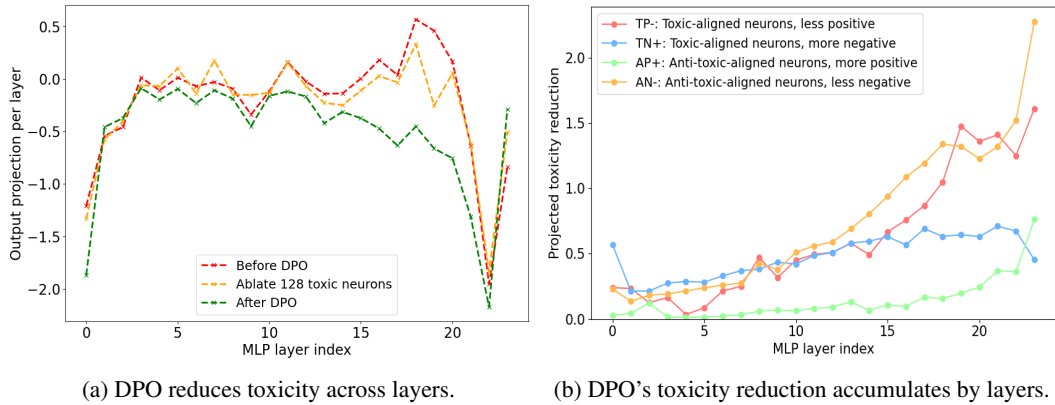 Output projection per layer
0.5
0.0
−0.5
−1.0
−1.5
−2.0
Before DPO
Ablate 128 toxic neurons
After DPO
0 5 10 15 20
MLP layer index
(a) DPO reduces toxicity across layers.
Projected toxicity reduction
2.0
1.5
1.0
0.5
0.0
TP-: Toxic-aligned neurons, less positive
TN+: Toxic-aligned neurons, more negative
AP+: Anti-toxic-aligned neurons, more positive
AN-: Anti-toxic-aligned neurons, less negative
0 5 10 15 20
MLP layer index
(b) DPO's toxicity reduction accumulates by layers.